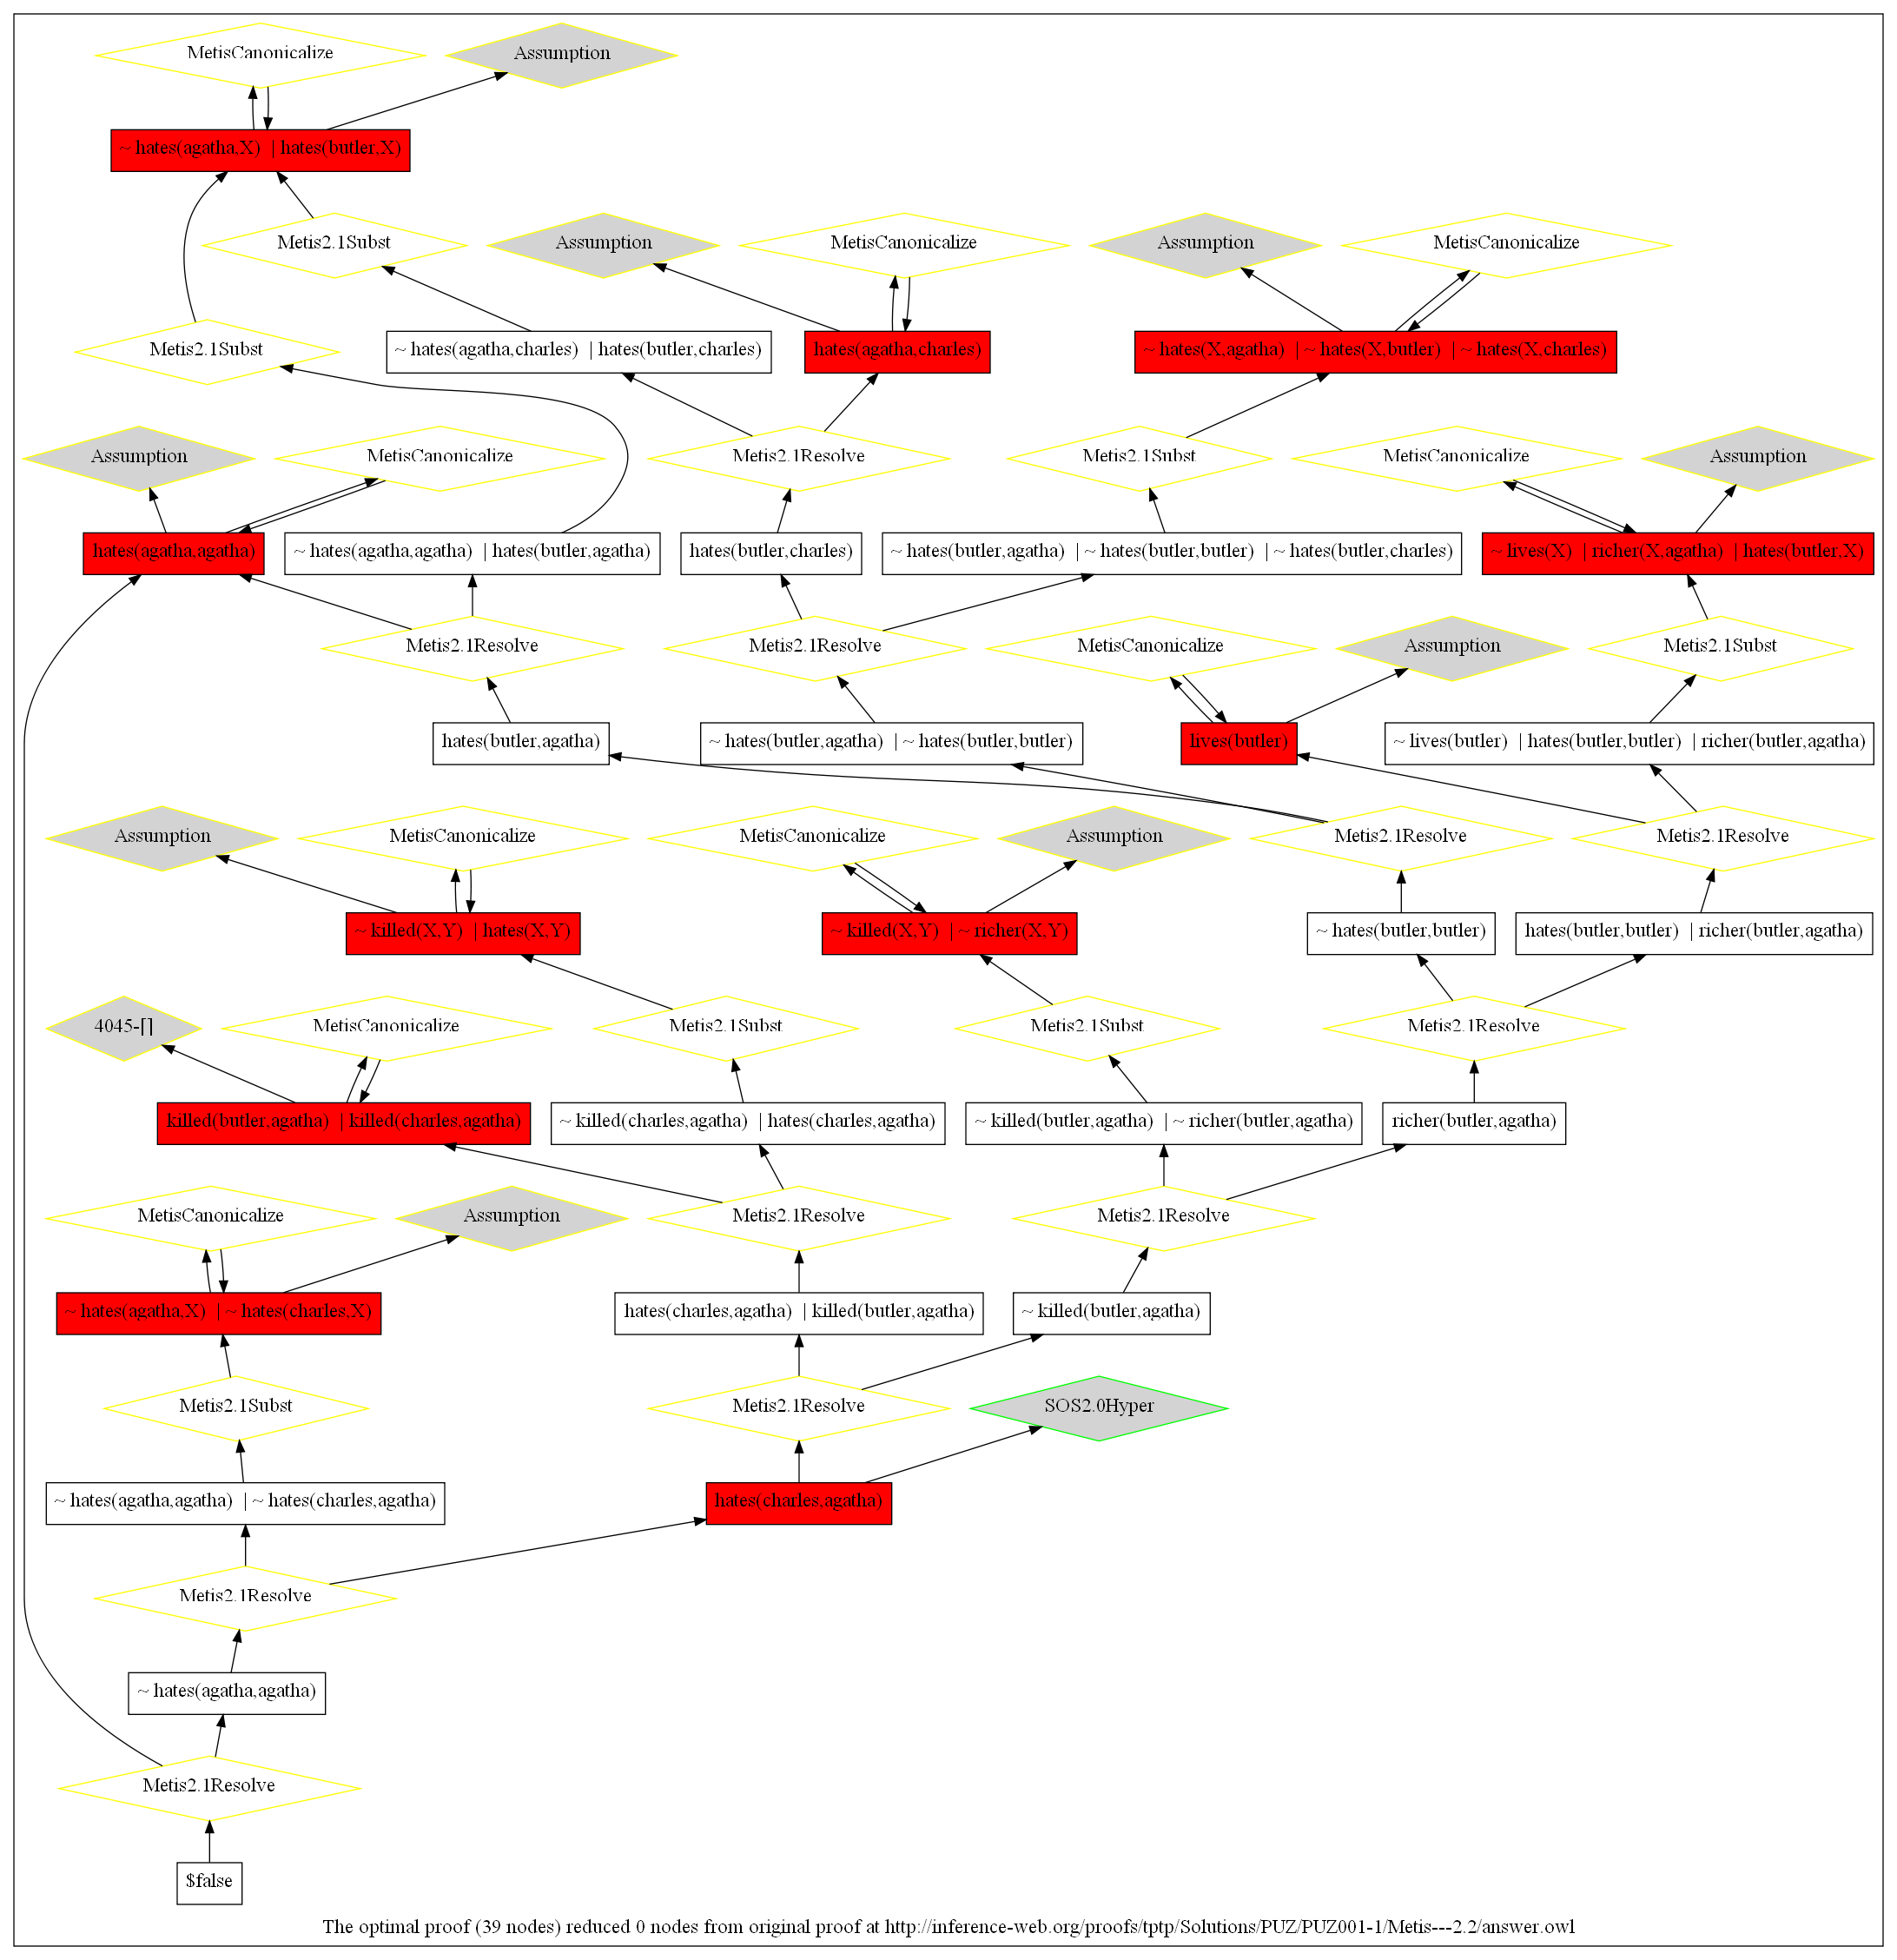 MetisCanonicalize
Assumption
~ hates(agatha,X) | hates(butler,X)
Metis2.1Subst
Assumption
MetisCanonicalize
Assumption
MetisCanonicalize
Metis2.1Subst
~ hates(agatha,charles) | hates(butler,charles)
hates(agatha,charles)
~ hates(X,agatha) | ~ hates(X,butler) | ~ hates(X,charles)
Assumption
MetisCanonicalize
Metis2.1Resolve
Metis2.1Subst
MetisCanonicalize
Assumption
hates(agatha,agatha)
~ hates(agatha,agatha) | hates(butler,agatha)
hates(butler,charles)
~ hates(butler,agatha) | ~ hates(butler,butler) | ~ hates(butler,charles)
~ lives(X) | richer(X,agatha) | hates(butler,X)
Metis2.1Resolve
Metis2.1Resolve
MetisCanonicalize
Assumption
Metis2.1Subst
hates(butler,agatha)
~ hates(butler,agatha) | ~ hates(butler,butler)
lives(butler)
~ lives(butler) | hates(butler,butler) | richer(butler,agatha)
Assumption
MetisCanonicalize
MetisCanonicalize
Assumption
Metis2.1Resolve
Metis2.1Resolve
~ killed(X,Y) | hates(X,Y)
~ killed(X,Y) | ~ richer(X,Y)
~ hates(butler,butler)
hates(butler,butler) | richer(butler,agatha)
4045-[]
MetisCanonicalize
Metis2.1Subst
Metis2.1Subst
Metis2.1Resolve
killed(butler,agatha) | killed(charles,agatha)
~ killed(charles,agatha) | hates(charles,agatha)
~ killed(butler,agatha) | ~ richer(butler,agatha)
richer(butler,agatha)
MetisCanonicalize
Assumption
Metis2.1Resolve
Metis2.1Resolve
~ hates(agatha,X) | ~ hates(charles,X)
hates(charles,agatha) | killed(butler,agatha)
~ killed(butler,agatha)
Metis2.1Subst
Metis2.1Resolve
SOS2.0Hyper
~ hates(agatha,agatha) | ~ hates(charles,agatha)
hates(charles,agatha)
Metis2.1Resolve
~ hates(agatha,agatha)
Metis2.1Resolve
$false
The optimal proof (39 nodes) reduced 0 nodes from original proof at http://inference-web.org/proofs/tptp/Solutions/PUZ/PUZ001-1/Metis---2.2/answer.owl